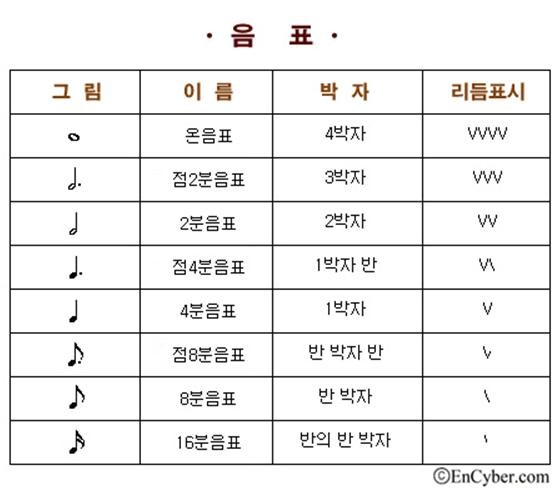 · 음 표 ·
그 림 이 름 박 자 리듬표시
온음표 4박자 VVVV
점2분음표 3박자 VVV
2분음표 2박자 VV
점4분음표 1박자 반 V\
4분음표 1박자 V
점8분음표 반 박자 반 v
8분음표 반 박자 \
16분음표 반의 반 박자 \
©EnCyber.com